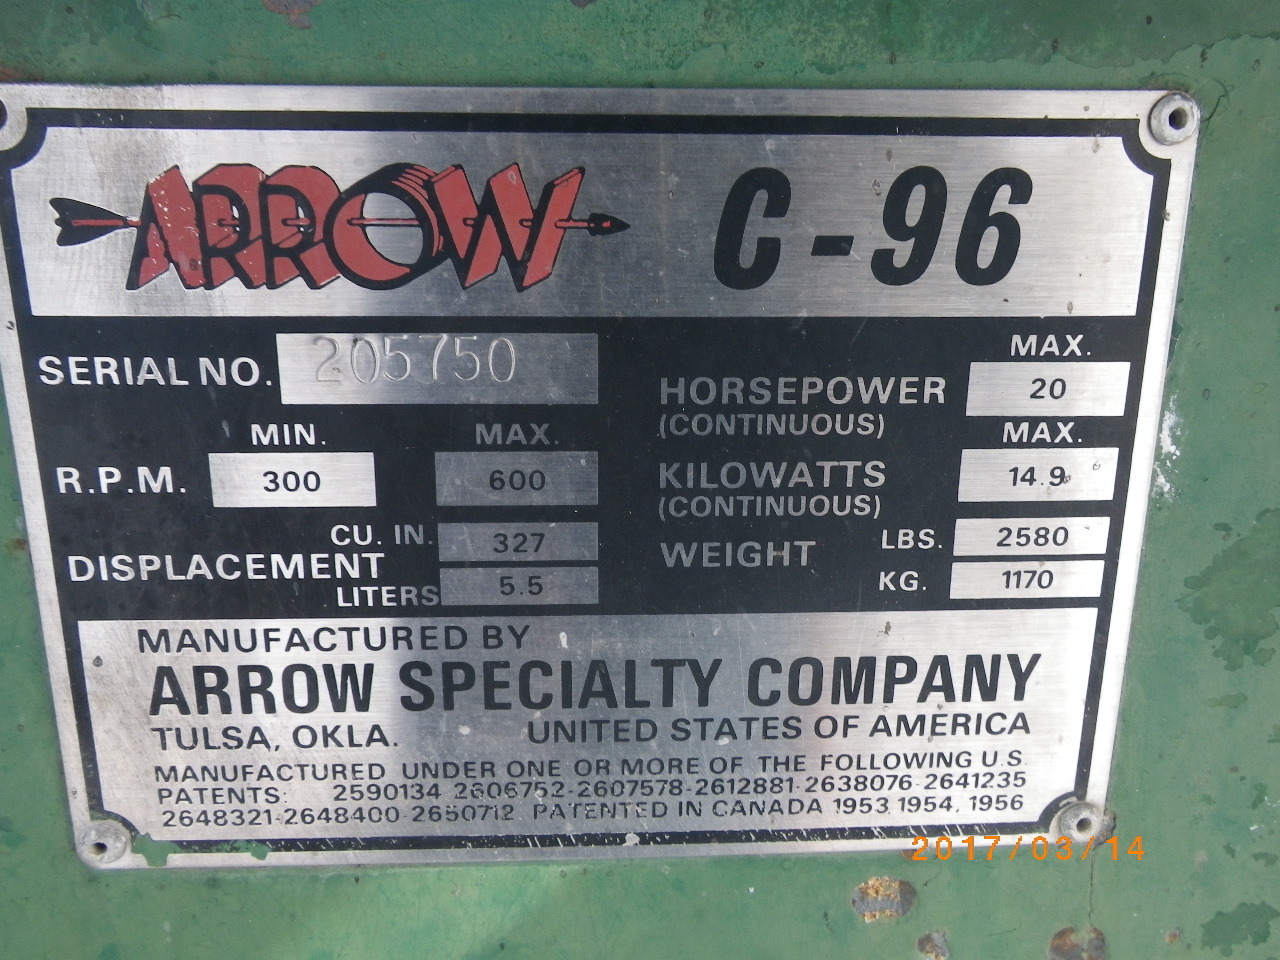 ARROW C-96
SERIAL NO. 205750
MAX.
HORSEPOWER 20
(CONTINUOUS)
MIN. MAX.
R.P.M. 300 600
MAX.
KILOWATTS 14.9
(CONTINUOUS)
CU. IN. 327
DISPLACEMENT
LITERS 5.5
WEIGHT LBS. 2580
KG. 1170
MANUFACTURED BY
ARROW SPECIALTY COMPANY
TULSA, OKLA. UNITED STATES OF AMERICA
MANUFACTURED UNDER ONE OR MORE OF THE FOLLOWING U.S.
PATENTS: 2590134-2606752-2607578-2612881-2638076-2641235
2648321-2648400-2650712 PATENTED IN CANADA 1953, 1954, 1956
2017/03/14